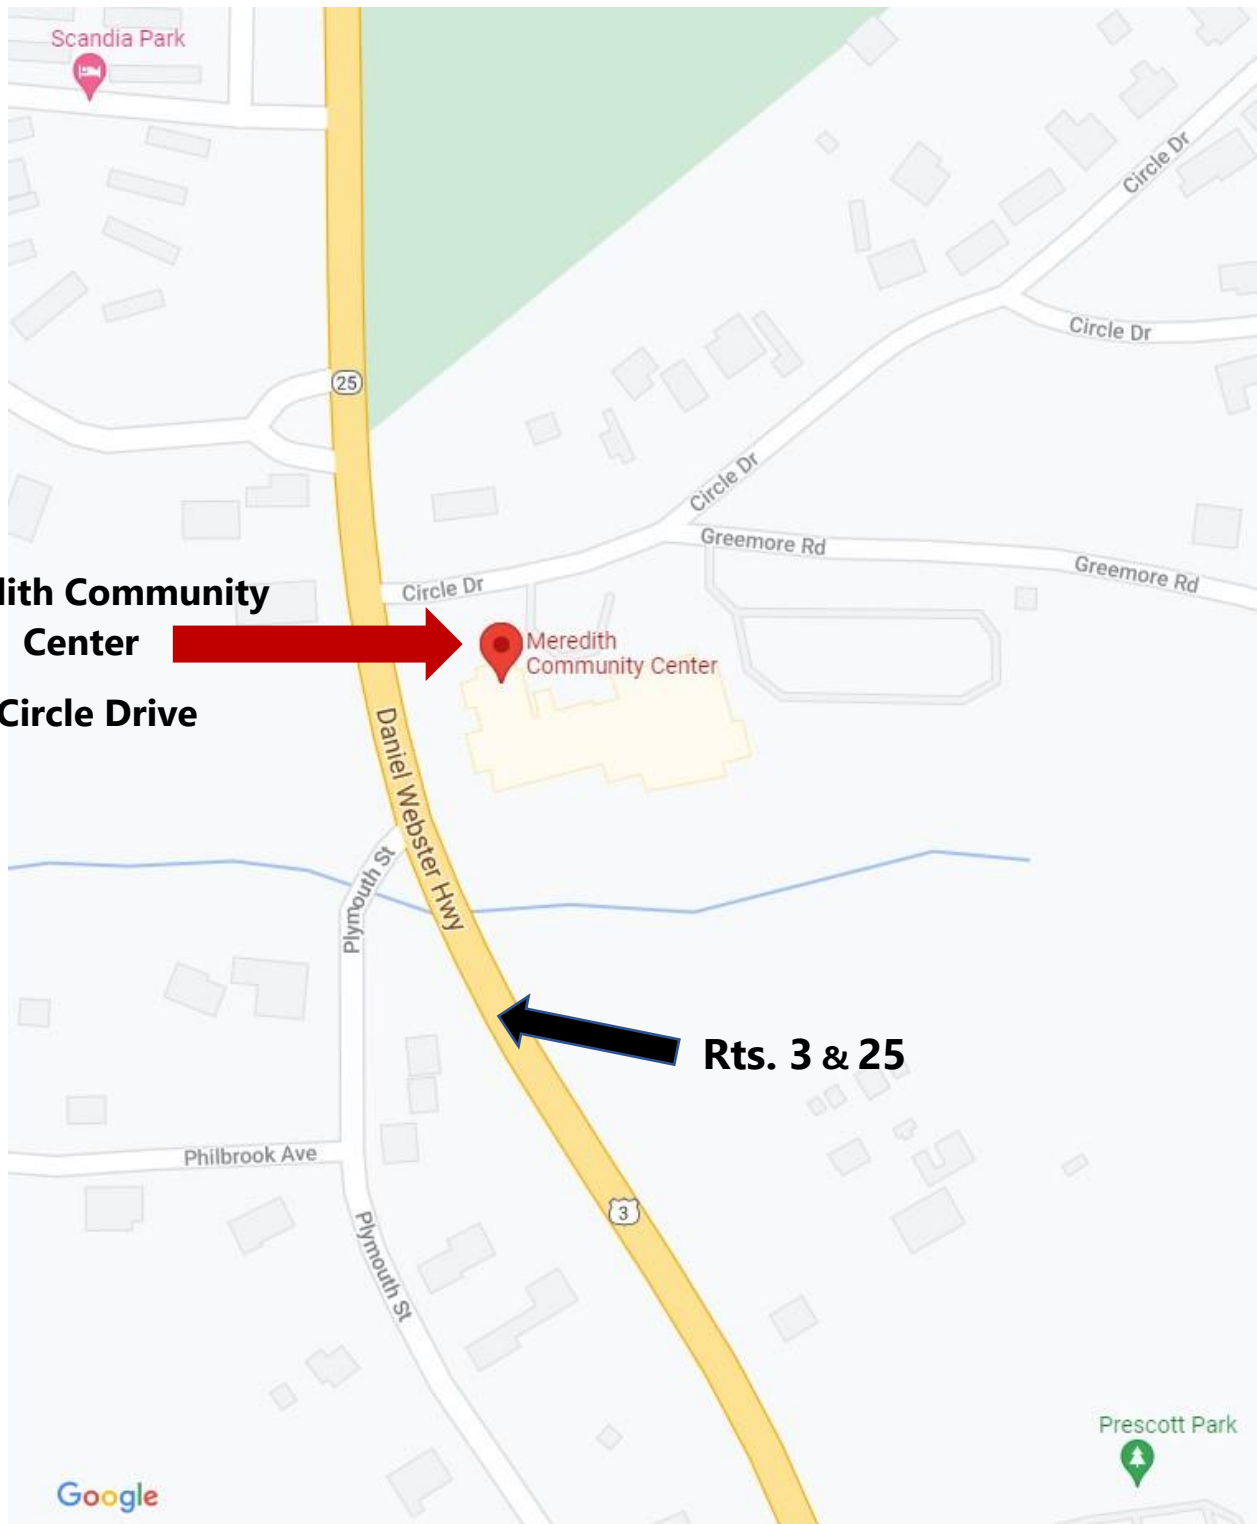 Scandia Park
Circle Dr
Circle Dr
25
Circle Dr
Greemore Rd
Greemore Rd
Circle Dr
lith Community
Center
Meredith
Community Center
Circle Drive
Daniel Webster Hwy
Plymouth St
Rts. 3 & 25
Philbrook Ave
3
Plymouth St
Prescott Park
Google